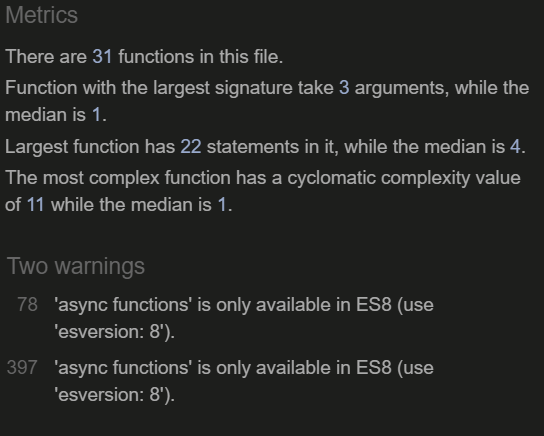 Metrics
There are 31 functions in this file.
Function with the largest signature take 3 arguments, while the
median is 1.
Largest function has 22 statements in it, while the median is 4.
The most complex function has a cyclomatic complexity value
of 11 while the median is 1.
Two warnings
78 'async functions' is only available in ES8 (use
'esversion: 8').
397 'async functions' is only available in ES8 (use
'esversion: 8').